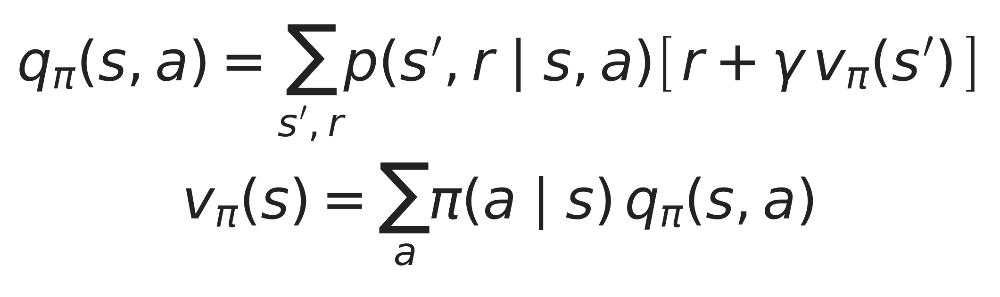 qπ(s, a) = ∑s′, r p(s′, r | s, a)[r + γ vπ(s′)]
vπ(s) = ∑a π(a | s) qπ(s, a)